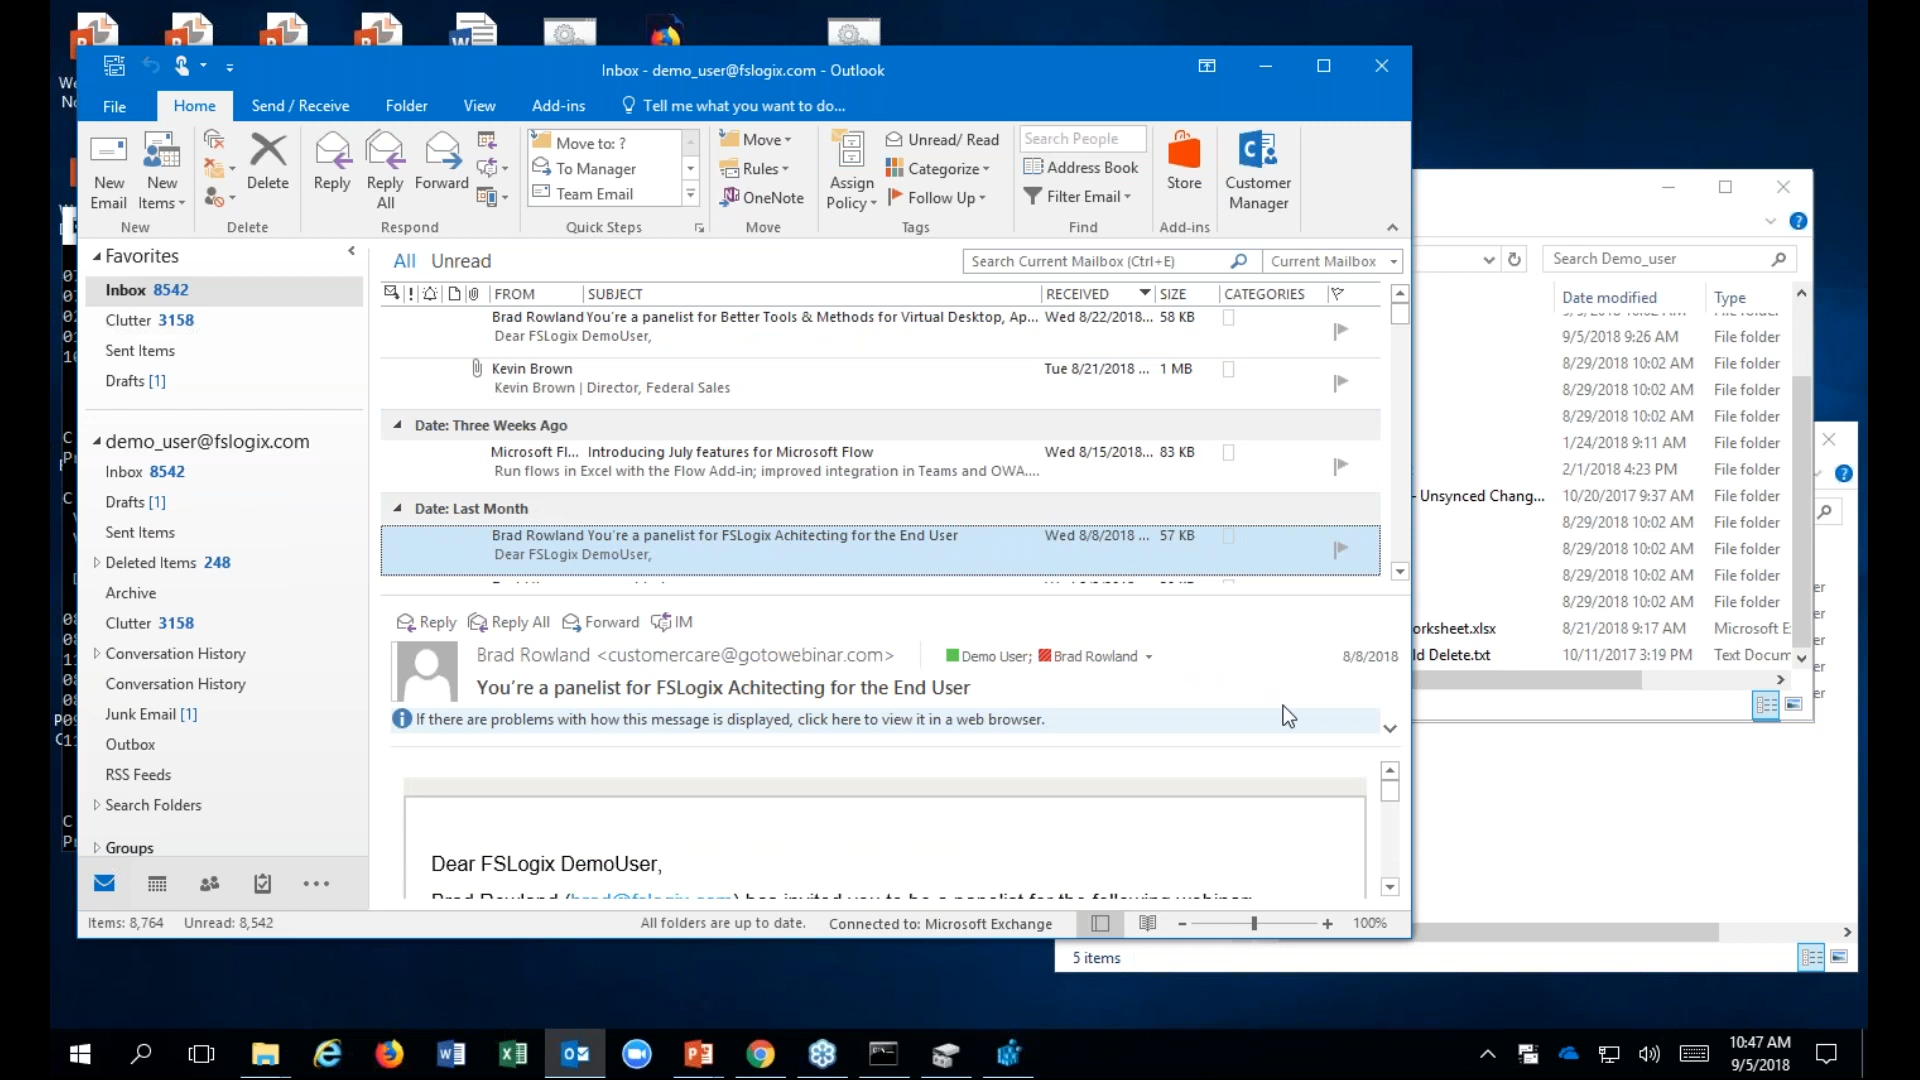 Inbox - demo_user@fslogix.com - Outlook
File Home Send / Receive Folder View Add-ins Tell me what you want to do...
New Email
New Items
Delete
Reply
Reply All
Forward
Move to: ?
To Manager
Team Email
Move
Rules
OneNote
Assign Policy
Unread/ Read
Categorize
Follow Up
Search People
Address Book
Filter Email
Store
Customer Manager
New Delete Respond Quick Steps Move Tags Find Add-ins
Favorites
Inbox 8542
Clutter 3158
Sent Items
Drafts [1]
demo_user@fslogix.com
Inbox 8542
Drafts [1]
Sent Items
Deleted Items 248
Archive
Clutter 3158
Conversation History
Conversation History
Junk Email [1]
Outbox
RSS Feeds
Search Folders
Groups
All Unread
Search Current Mailbox (Ctrl+E) Current Mailbox
! FROM SUBJECT RECEIVED SIZE CATEGORIES
Brad Rowland You're a panelist for Better Tools & Methods for Virtual Desktop, Ap... Wed 8/22/2018... 58 KB
Dear FSLogix DemoUser,
Kevin Brown Tue 8/21/2018 ... 1 MB
Kevin Brown | Director, Federal Sales
Date: Three Weeks Ago
Microsoft Fl... Introducing July features for Microsoft Flow Wed 8/15/2018... 83 KB
Run flows in Excel with the Flow Add-in; improved integration in Teams and OWA....
Date: Last Month
Brad Rowland You're a panelist for FSLogix Achitecting for the End User Wed 8/8/2018 ... 57 KB
Dear FSLogix DemoUser,
Reply Reply All Forward IM
Brad Rowland <customercare@gotowebinar.com> Demo User; Brad Rowland 8/8/2018
You're a panelist for FSLogix Achitecting for the End User
If there are problems with how this message is displayed, click here to view it in a web browser.
Dear FSLogix DemoUser,
Items: 8,764 Unread: 8,542 All folders are up to date. Connected to: Microsoft Exchange 100%
Search Demo_user
Date modified Type
9/5/2018 9:26 AM File folder
8/29/2018 10:02 AM File folder
8/29/2018 10:02 AM File folder
8/29/2018 10:02 AM File folder
1/24/2018 9:11 AM File folder
2/1/2018 4:23 PM File folder
- Unsynced Chang... 10/20/2017 9:37 AM File folder
8/29/2018 10:02 AM File folder
8/29/2018 10:02 AM File folder
8/29/2018 10:02 AM File folder
8/29/2018 10:02 AM File folder
orksheet.xlsx 8/21/2018 9:17 AM Microsoft E
ld Delete.txt 10/11/2017 3:19 PM Text Docum
5 items
10:47 AM
9/5/2018